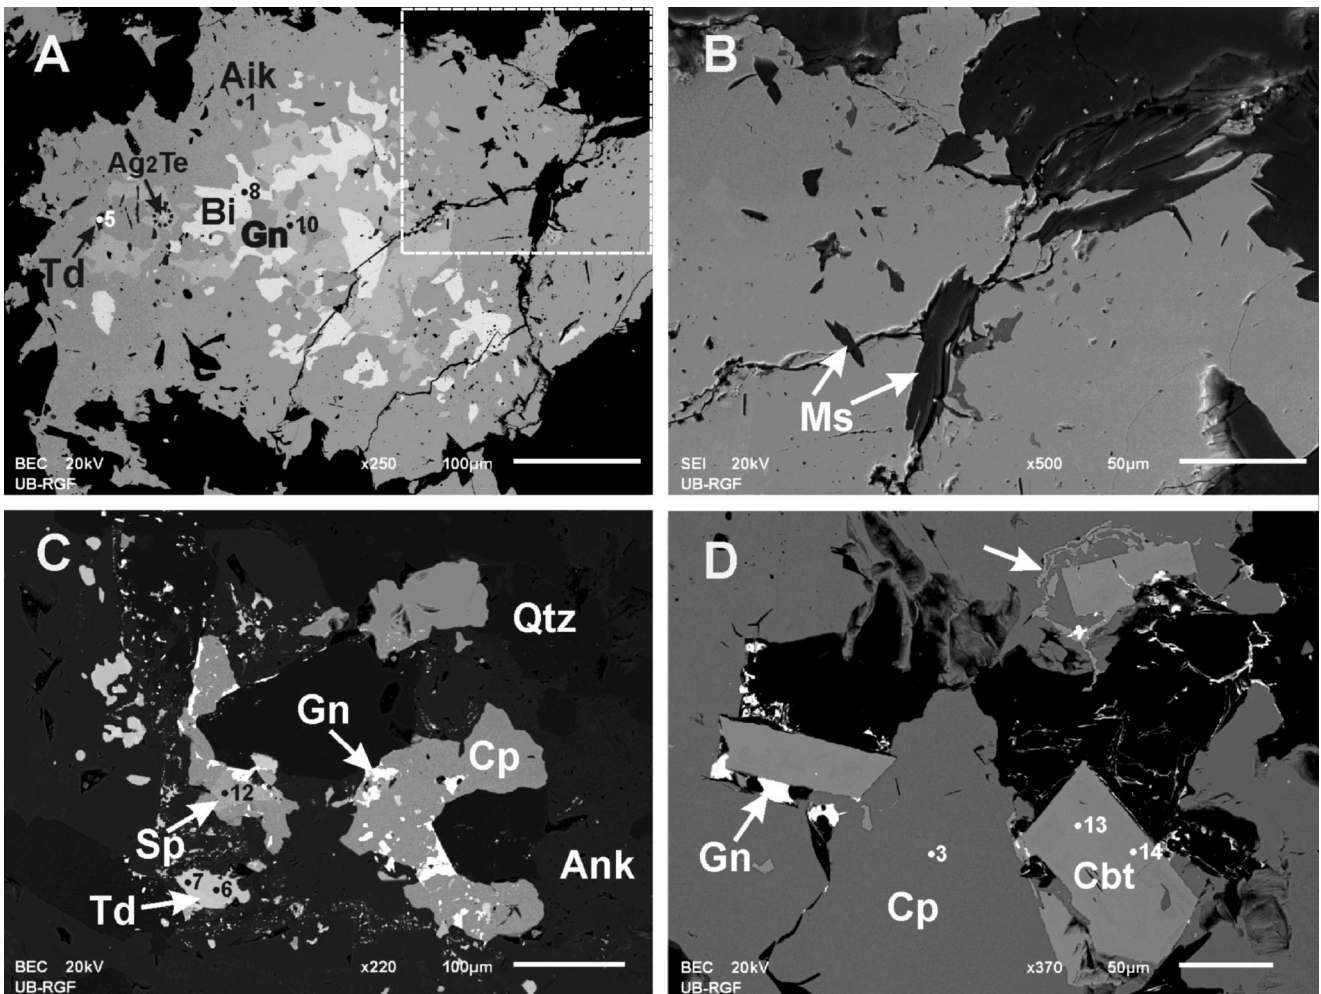 A
Aik
1
Ag2Te
8
5
Bi
Gn 10
Td
BEC 20kV x250 100µm
UB-RGF
B
Ms
SEI 20kV x500 50µm
UB-RGF
C
Qtz
Gn
Cp
12
Sp
Ank
7 6
Td
BEC 20kV x220 100µm
UB-RGF
D
13
Gn
3
14
Cbt
Cp
BEC 20kV x370 50µm
UB-RGF